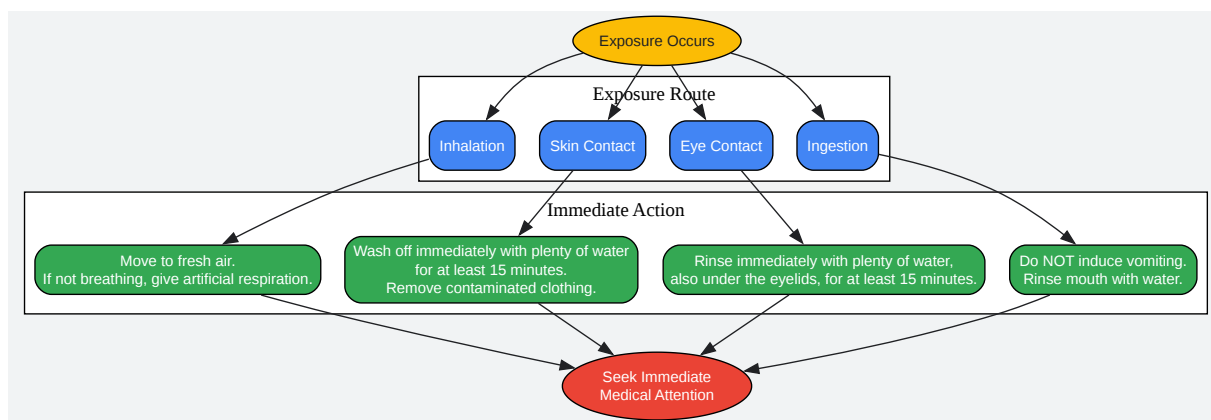 Exposure Occurs
Exposure Route
Inhalation
Skin Contact
Eye Contact
Ingestion
Immediate Action
Move to fresh air.
If not breathing, give artificial respiration.
Wash off immediately with plenty of water
for at least 15 minutes.
Remove contaminated clothing.
Rinse immediately with plenty of water,
also under the eyelids, for at least 15 minutes.
Do NOT induce vomiting.
Rinse mouth with water.
Seek Immediate
Medical Attention